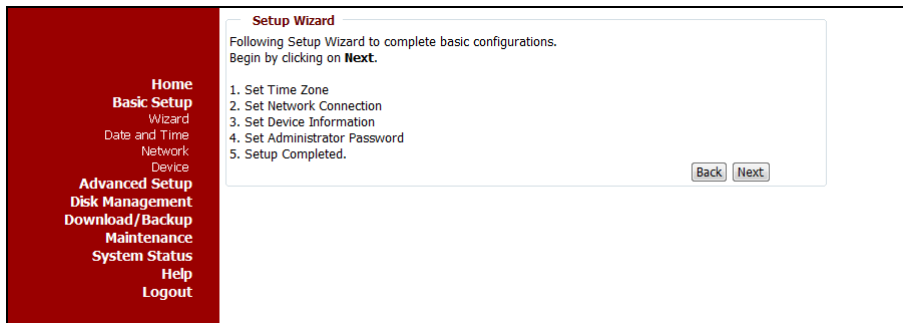 Home
Basic Setup
Wizard
Date and Time
Network
Device
Advanced Setup
Disk Management
Download/Backup
Maintenance
System Status
Help
Logout
Setup Wizard
Following Setup Wizard to complete basic configurations.
Begin by clicking on Next.
1. Set Time Zone
2. Set Network Connection
3. Set Device Information
4. Set Administrator Password
5. Setup Completed.
Back Next